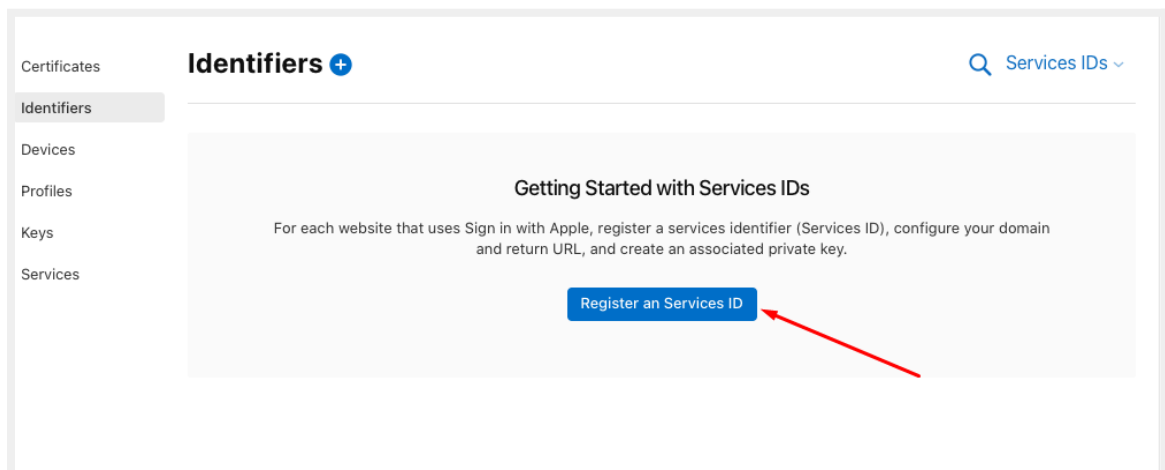 Certificates
Identifiers
Devices
Profiles
Keys
Services
Identifiers
Services IDs
Getting Started with Services IDs
For each website that uses Sign in with Apple, register a services identifier (Services ID), configure your domain
and return URL, and create an associated private key.
Register an Services ID